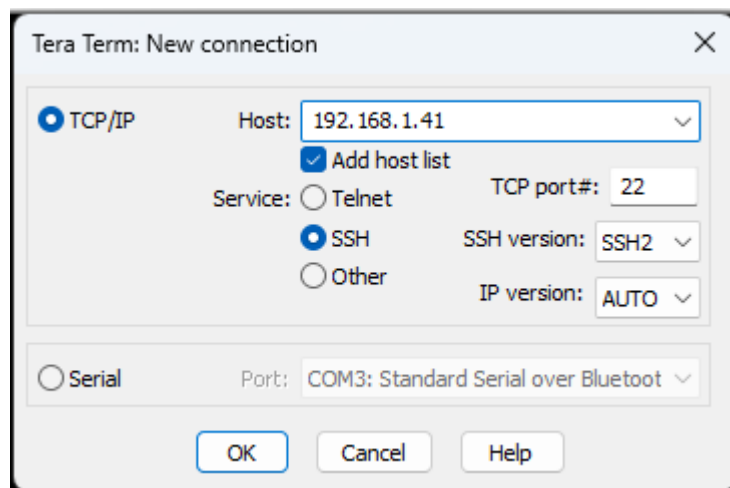 Tera Term: New connection
TCP/IP Host: 192.168.1.41
Add host list
Service: Telnet TCP port#: 22
SSH SSH version: SSH2
Other IP version: AUTO
Serial Port: COM3: Standard Serial over Bluetoot
OK Cancel Help